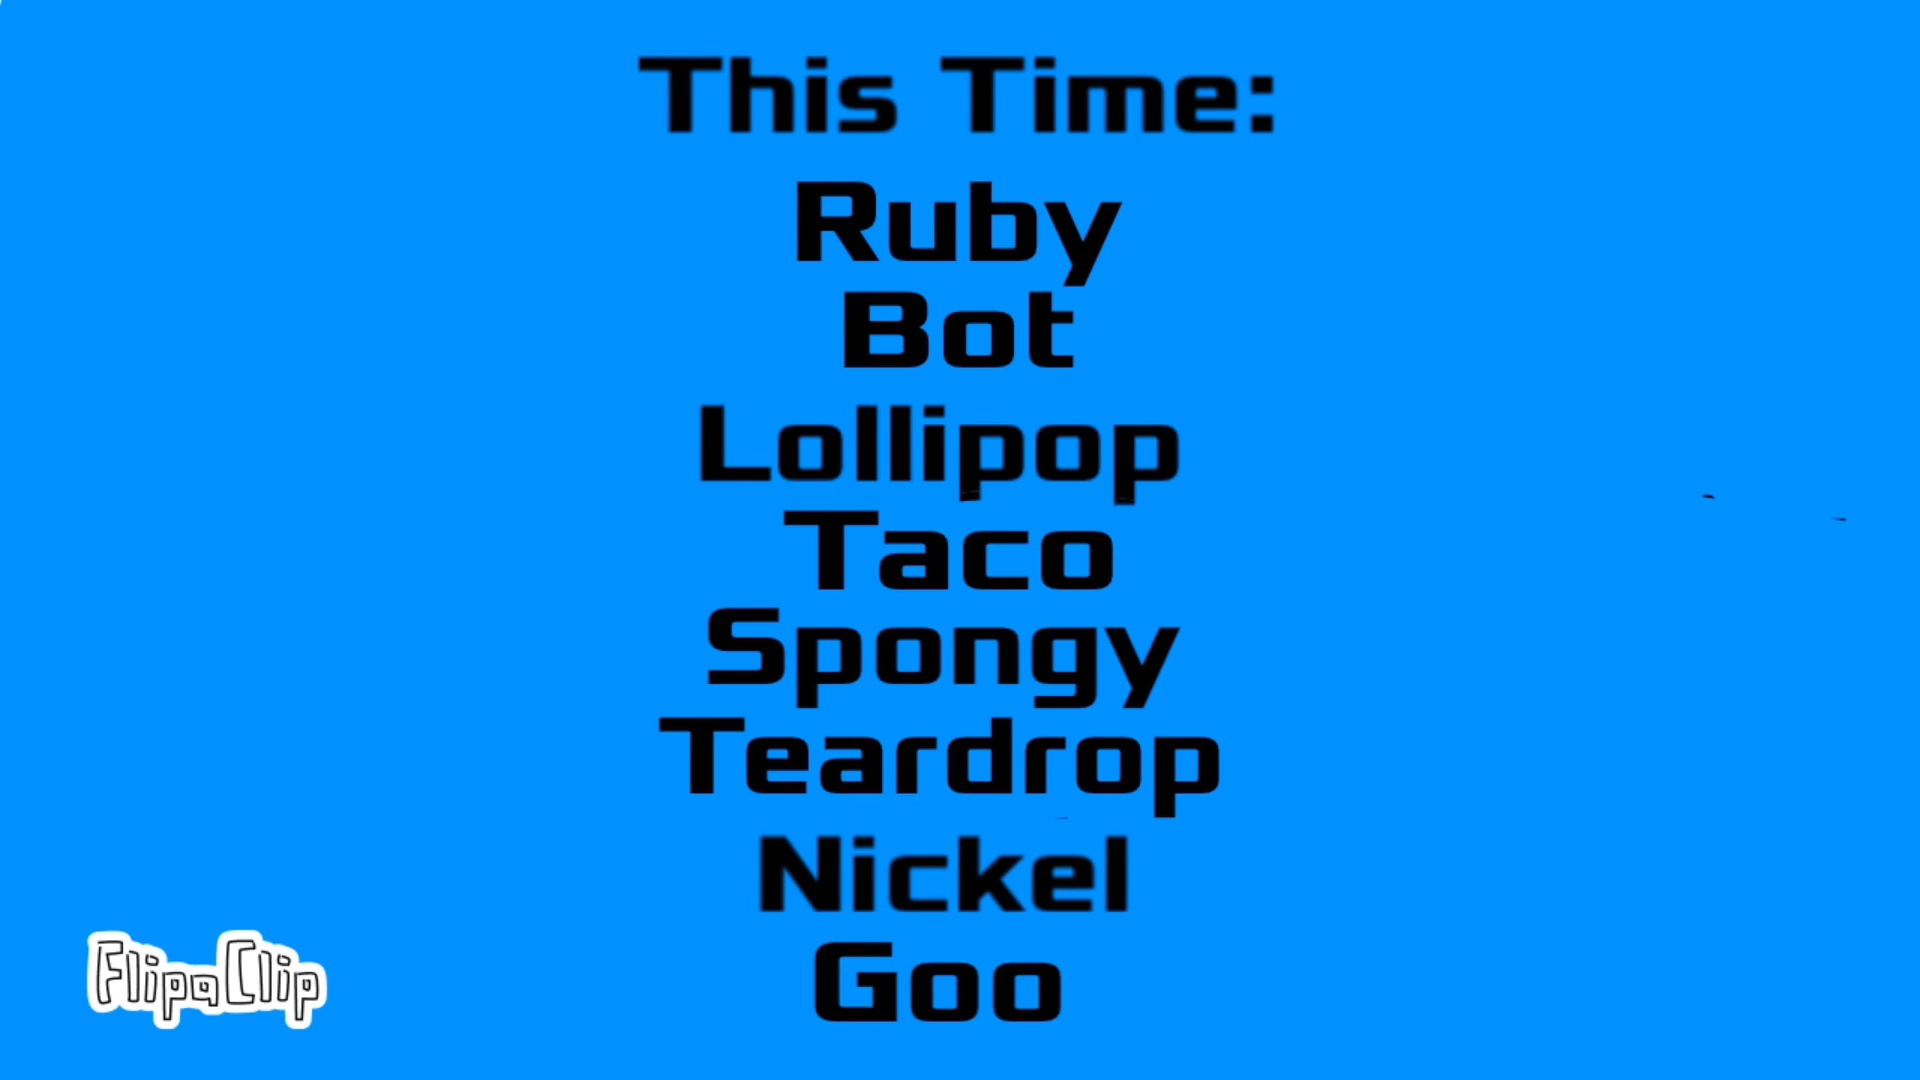 This Time:
Ruby
Bot
Lollipop
Taco
Spongy
Teardrop
Nickel
Goo
FlipaClip